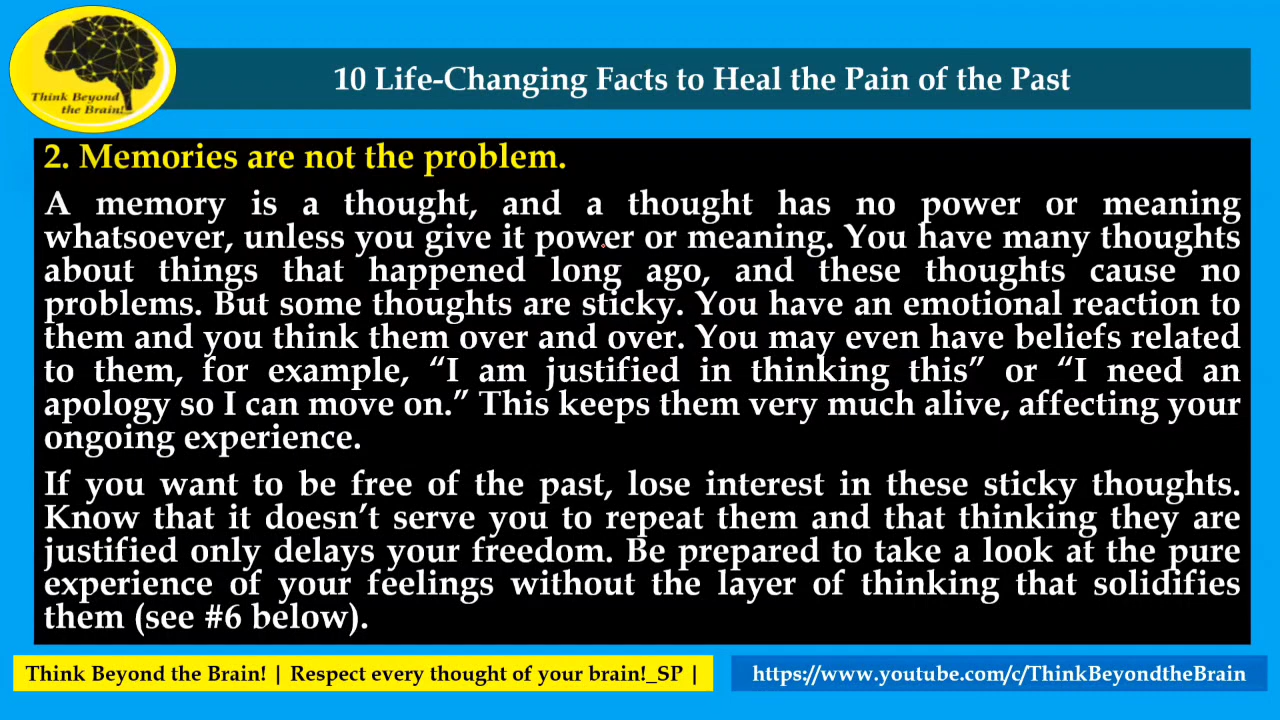 Think Beyond
the Brain!
10 Life-Changing Facts to Heal the Pain of the Past
2. Memories are not the problem.
A memory is a thought, and a thought has no power or meaning
whatsoever, unless you give it power or meaning. You have many thoughts
about things that happened long ago, and these thoughts cause no
problems. But some thoughts are sticky. You have an emotional reaction to
them and you think them over and over. You may even have beliefs related
to them, for example, “I am justified in thinking this” or “I need an
apology so I can move on.” This keeps them very much alive, affecting your
ongoing experience.
If you want to be free of the past, lose interest in these sticky thoughts.
Know that it doesn’t serve you to repeat them and that thinking they are
justified only delays your freedom. Be prepared to take a look at the pure
experience of your feelings without the layer of thinking that solidifies
them (see #6 below).
Think Beyond the Brain! | Respect every thought of your brain!_SP |
https://www.youtube.com/c/ThinkBeyondtheBrain